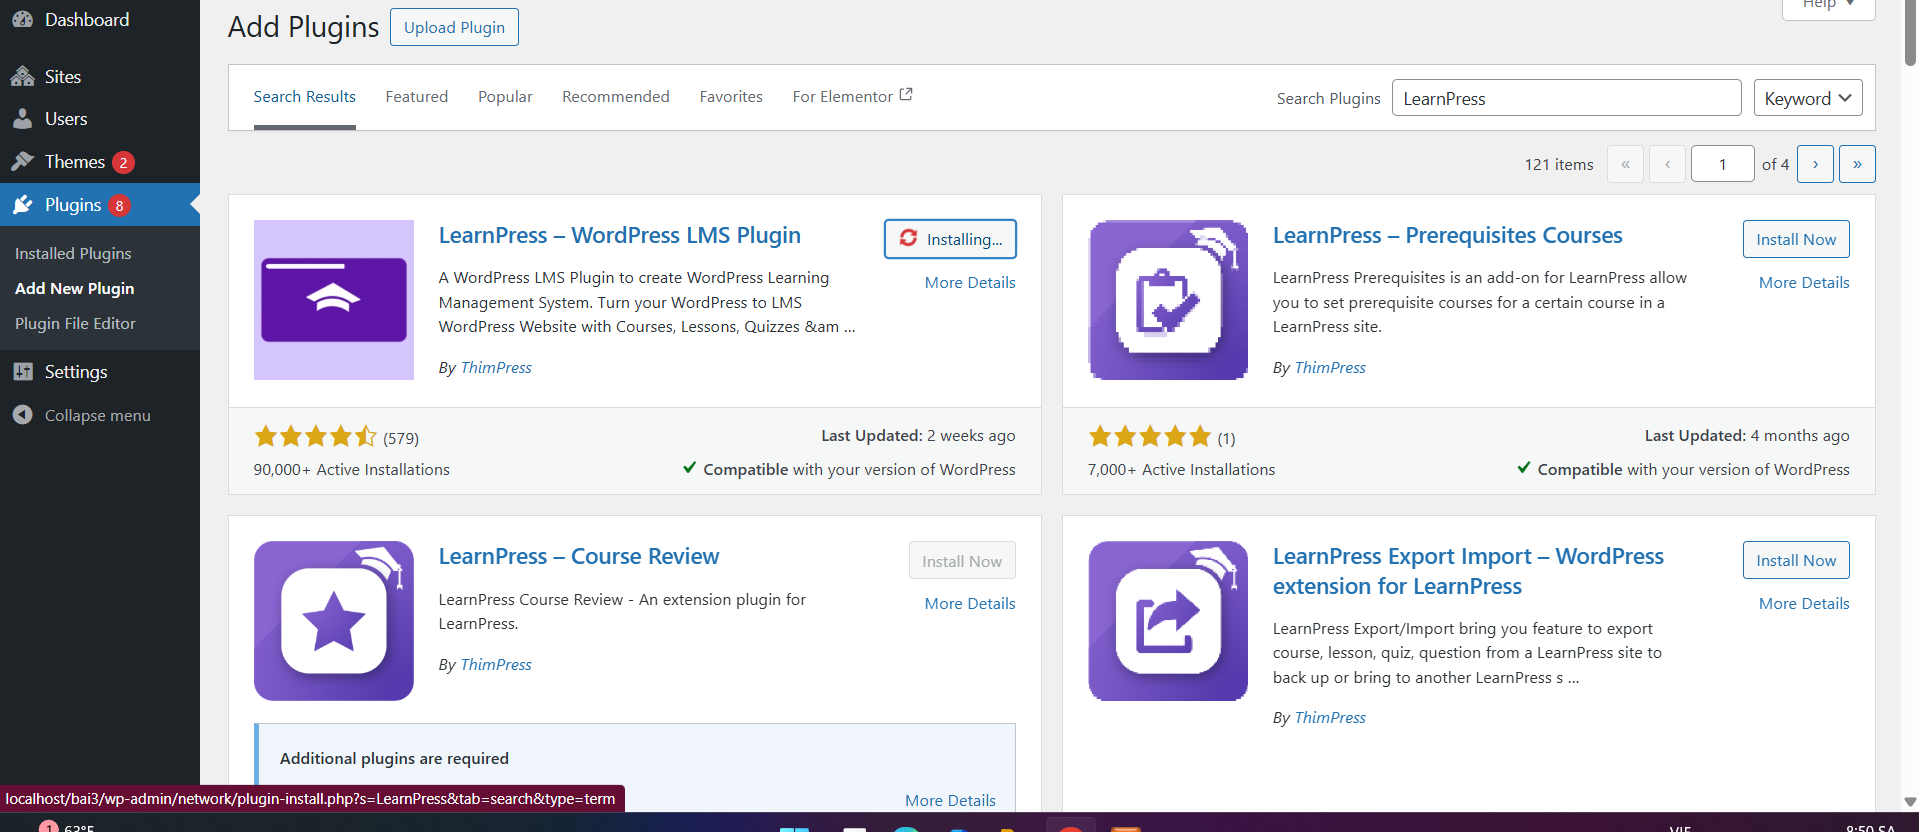 Dashboard
Sites
Users
Themes 2
Plugins 8
Installed Plugins
Add New Plugin
Plugin File Editor
Settings
Collapse menu
Help
Add Plugins
Upload Plugin
Search Results Featured Popular Recommended Favorites For Elementor
Search Plugins LearnPress Keyword
121 items « ‹ 1 of 4 › »
LearnPress – WordPress LMS Plugin
Installing...
More Details
A WordPress LMS Plugin to create WordPress Learning
Management System. Turn your WordPress to LMS
WordPress Website with Courses, Lessons, Quizzes &am ...
By ThimPress
(579)
Last Updated: 2 weeks ago
90,000+ Active Installations
Compatible with your version of WordPress
LearnPress – Prerequisites Courses
Install Now
More Details
LearnPress Prerequisites is an add-on for LearnPress allow
you to set prerequisite courses for a certain course in a
LearnPress site.
By ThimPress
(1)
Last Updated: 4 months ago
7,000+ Active Installations
Compatible with your version of WordPress
LearnPress – Course Review
Install Now
More Details
LearnPress Course Review - An extension plugin for
LearnPress.
By ThimPress
Additional plugins are required
More Details
LearnPress Export Import – WordPress
extension for LearnPress
Install Now
More Details
LearnPress Export/Import bring you feature to export
course, lesson, quiz, question from a LearnPress site to
back up or bring to another LearnPress s ...
By ThimPress
localhost/bai3/wp-admin/network/plugin-install.php?s=LearnPress&tab=search&type=term
1 63°F
VIE
8:50 SA